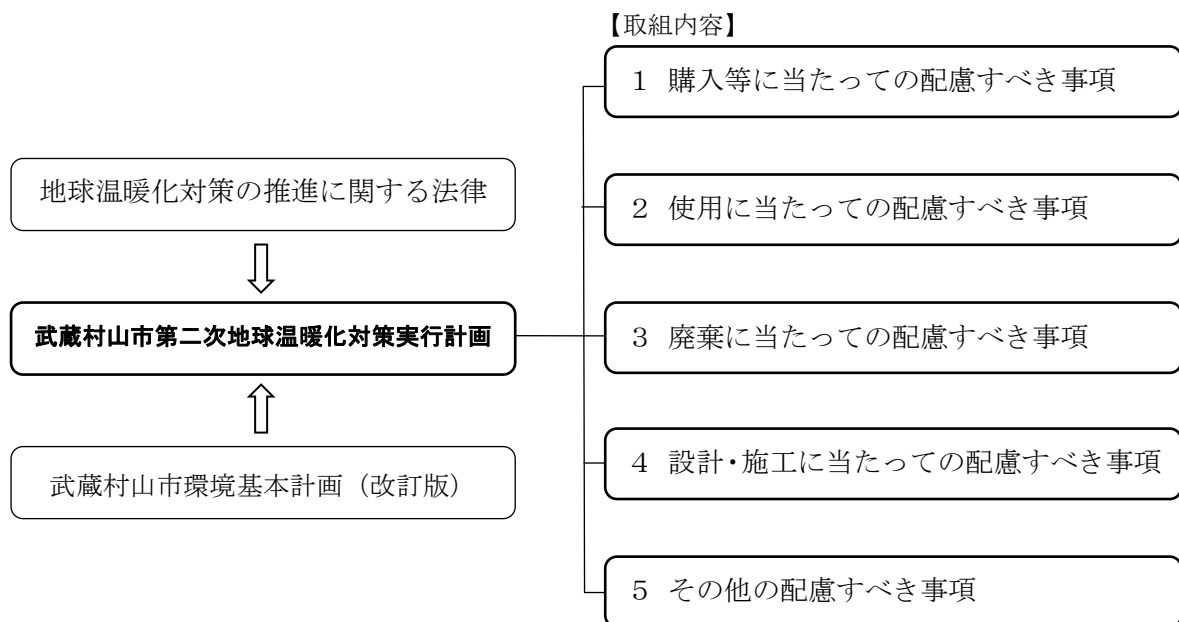 【取組内容】
1 購入等に当たっての配慮すべき事項
地球温暖化対策の推進に関する法律
2 使用に当たっての配慮すべき事項
武蔵村山市第二次地球温暖化対策実行計画
3 廃棄に当たっての配慮すべき事項
武蔵村山市環境基本計画（改訂版）
4 設計・施工に当たっての配慮すべき事項
5 その他の配慮すべき事項